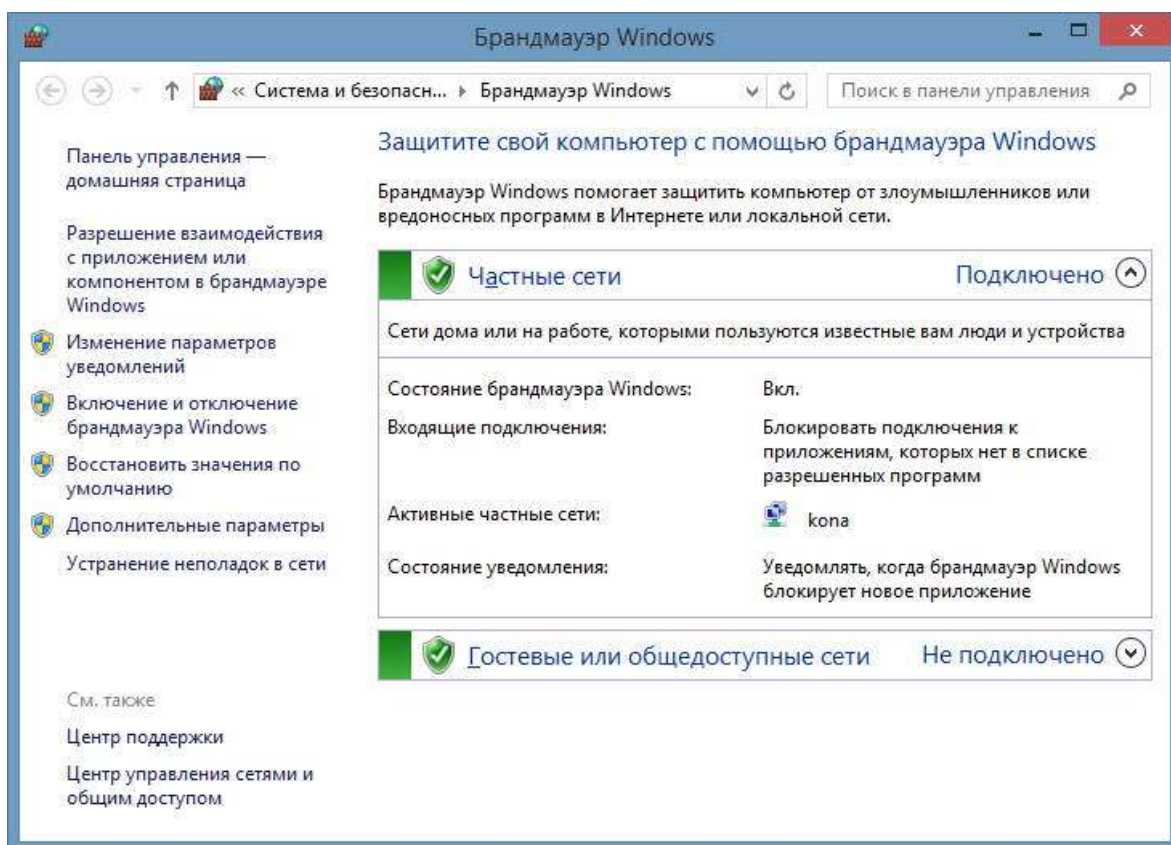 Брандмауэр Windows
« Система и безопасн... Брандмауэр Windows
Поиск в панели управления
Панель управления —
домашняя страница
Разрешение взаимодействия
с приложением или
компонентом в брандмауэре
Windows
Изменение параметров
уведомлений
Включение и отключение
брандмауэра Windows
Восстановить значения по
умолчанию
Дополнительные параметры
Устранение неполадок в сети
См. также
Центр поддержки
Центр управления сетями и
общим доступом
Защитите свой компьютер с помощью брандмауэра Windows
Брандмауэр Windows помогает защитить компьютер от злоумышленников или
вредоносных программ в Интернете или локальной сети.
Частные сети Подключено
Сети дома или на работе, которыми пользуются известные вам люди и устройства
Состояние брандмауэра Windows: Вкл.
Входящие подключения: Блокировать подключения к
приложениям, которых нет в списке
разрешенных программ
Активные частные сети: kona
Состояние уведомления: Уведомлять, когда брандмауэр Windows
блокирует новое приложение
Гостевые или общедоступные сети Не подключено